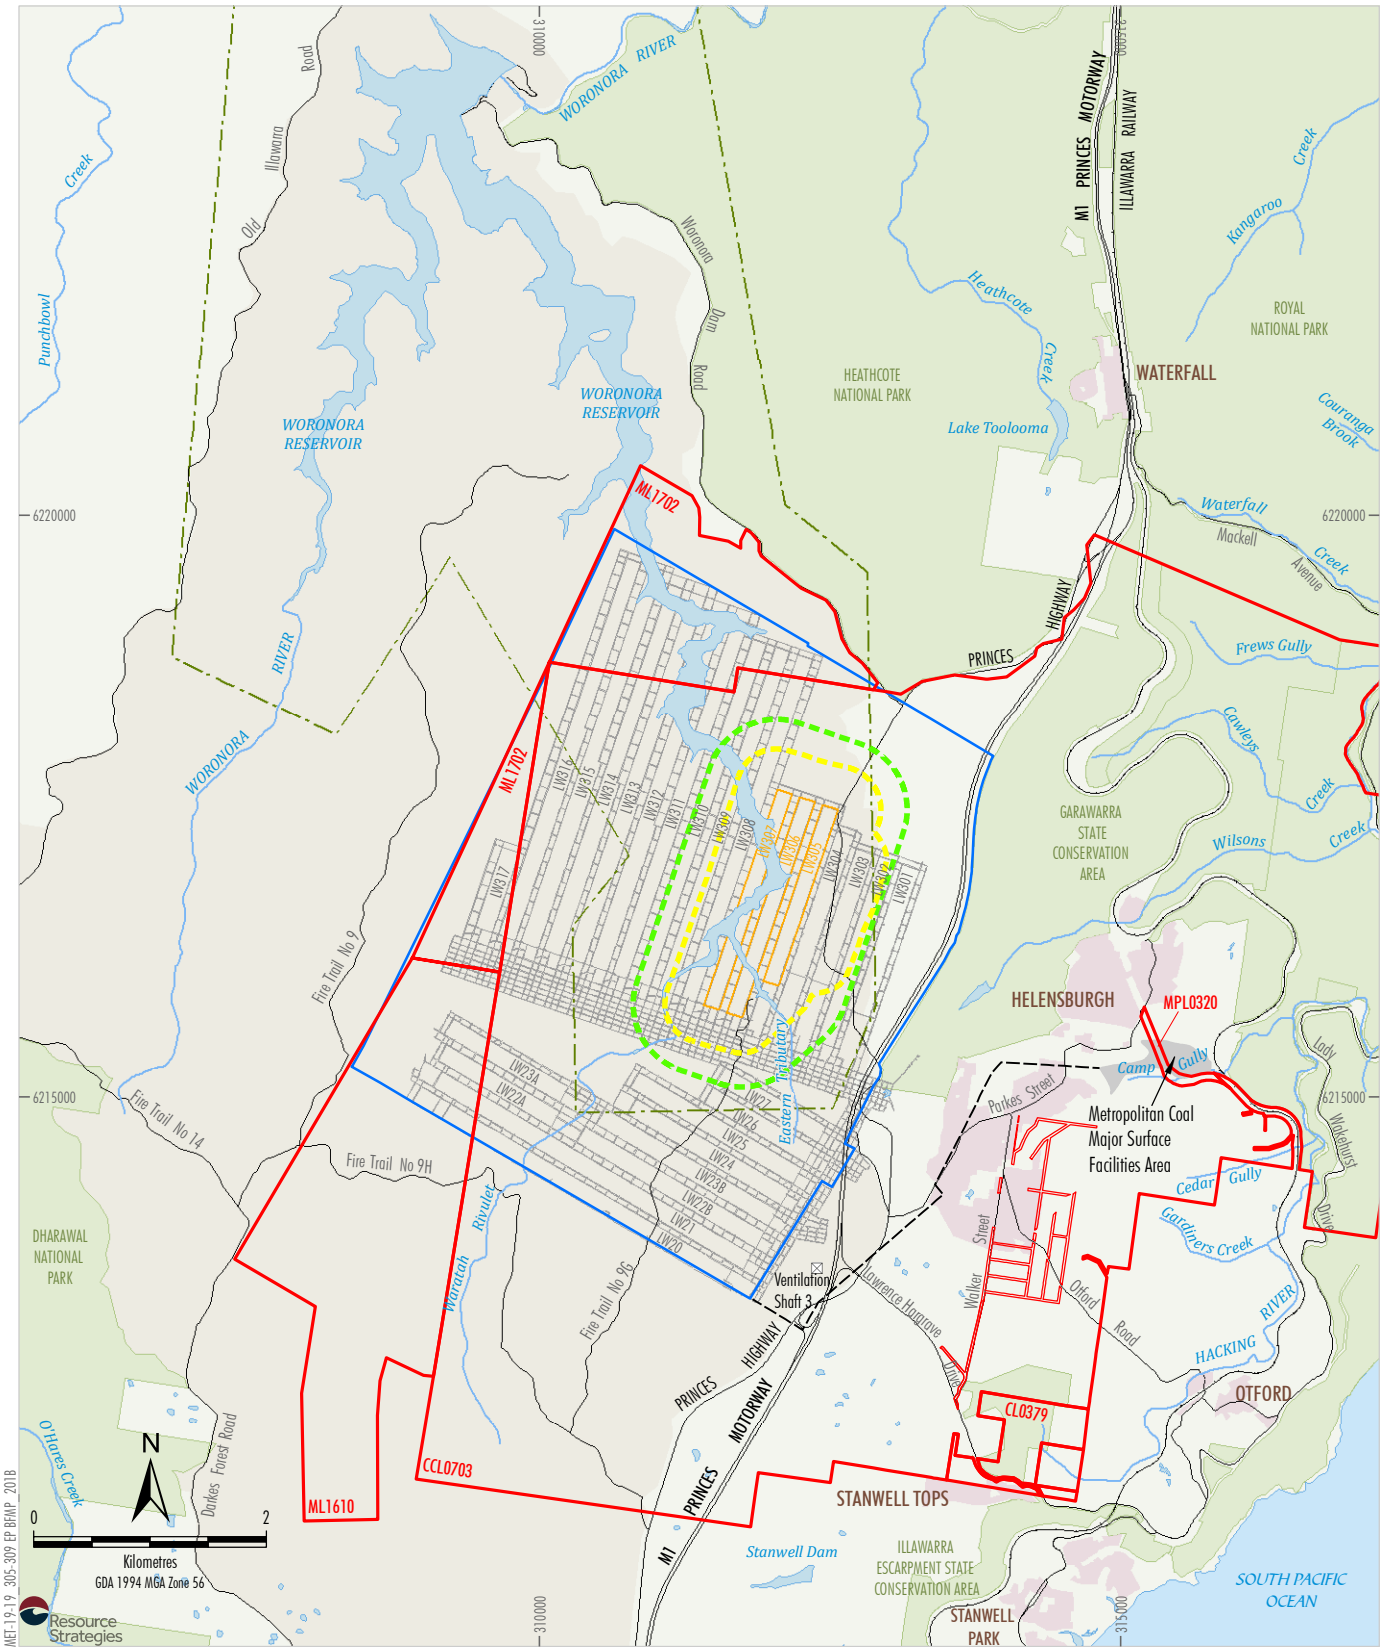 310000
315000
WORONORA RIVER
Old
Illawarra
Road
Punchbowl
Creek
M1 PRINCES MOTORWAY
ILLAWARRA RAILWAY
Kangaroo
Creek
Woronora
Dam
Road
Heathcote
Creek
ROYAL
NATIONAL PARK
HEATHCOTE
NATIONAL PARK
WATERFALL
WORONORA
RESERVOIR
WORONORA
RESERVOIR
Lake Toolooma
Couranga
Brook
ML1702
6220000
6220000
Waterfall
Creek
Mackell
Avenue
HIGHWAY
PRINCES
Frews Gully
WORONORA
RIVER
Cawleys
Creek
Wilsons
Creek
GARAWARRA
STATE
CONSERVATION
AREA
ML1702
LW316
LW315
LW314
LW313
LW312
LW311
LW310
LW309
LW308
LW307
LW306
LW305
LW304
LW303
LW302
LW301
LW317
Fire Trail No 9
HELENSBURGH
MPL0320
Camp
Gully
Lady
Wakehurst
Drive
6215000
6215000
Parkes Street
Metropolitan Coal
Major Surface
Facilities Area
Eastern Tributary
LW23A
LW22A
LW27
LW26
LW25
LW24
LW23B
LW22B
LW21
LW20
Fire Trail No 14
Fire Trail No 9H
Fire Trail No 9G
Waratah
Rivulet
Cedar Gully
Gardiners Creek
DHARAWAL
NATIONAL
PARK
Walker
Street
Otford
Road
Ventilation
Shaft 3
Lawrence Hargrave
Drive
HACKING RIVER
PRINCES HIGHWAY
M1 PRINCES MOTORWAY
OTFORD
CL0379
CCL0703
ML1610
O'Hares Creek
Darkes Forest Road
STANWELL TOPS
Stanwell Dam
ILLAWARRA
ESCARPMENT STATE
CONSERVATION AREA
STANWELL
PARK
SOUTH PACIFIC
OCEAN
N
0
2
Kilometres
GDA 1994 MGA Zone 56
Resource
Strategies
MET-19-19 305-309 EP BFMP_201B
310000
315000